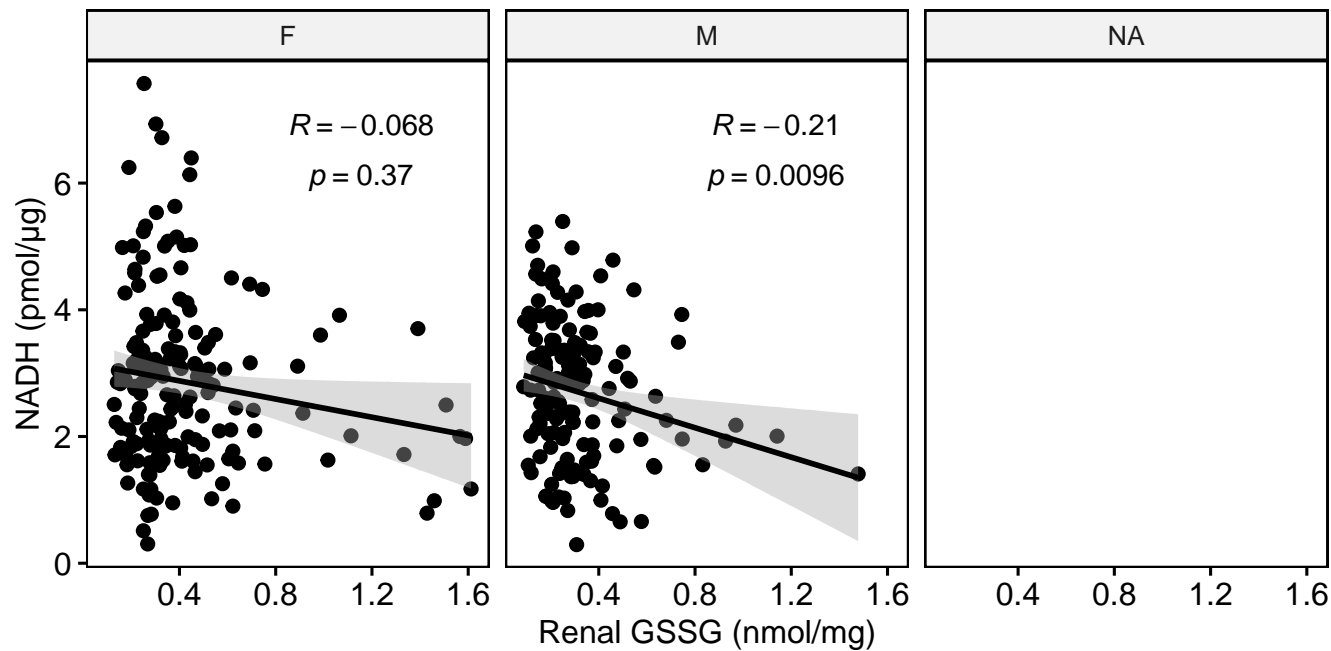 F M NA
R = −0.068
p = 0.37
R = −0.21
p = 0.0096
NADH (pmol/µg)
6
4
2
0
0.4 0.8 1.2 1.6 0.4 0.8 1.2 1.6 0.4 0.8 1.2 1.6
Renal GSSG (nmol/mg)